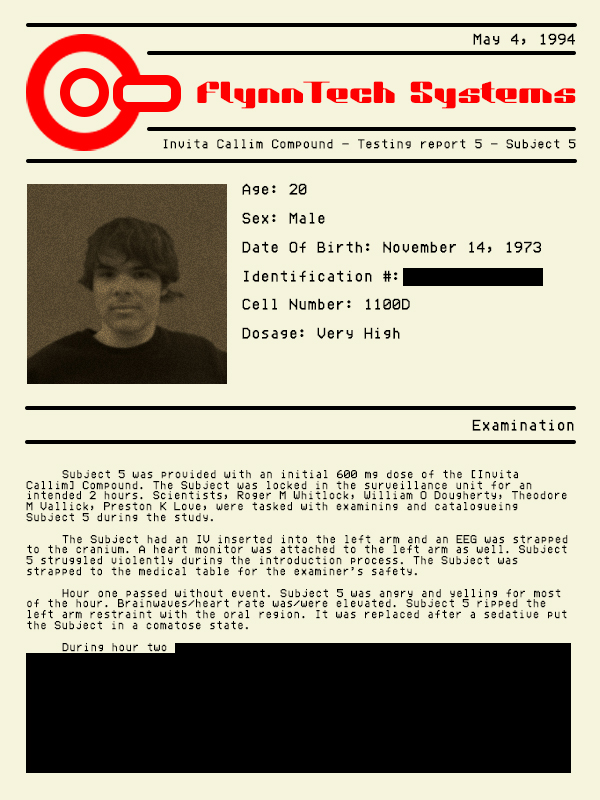 May 4, 1994
FlynnTech Systems
Invita Callim Compound - Testing report 5 - Subject 5
Age: 20
Sex: Male
Date Of Birth: November 14, 1973
Identification #:
Cell Number: 1100D
Dosage: Very High
Examination
Subject 5 was provided with an initial 600 mg dose of the [Invita
Callim] Compound. The Subject was locked in the surveillance unit for an
intended 2 hours. Scientists, Roger M Whitlock, William O Dougherty, Theodore
M Vallick, Preston K Love, were tasked with examining and catalogueing
Subject 5 during the study.
The Subject had an IV inserted into the left arm and an EEG was strapped
to the cranium. A heart monitor was attached to the left arm as well. Subject
5 struggled violently during the introduction process. The Subject was
strapped to the medical table for the examiner's safety.
Hour one passed without event. Subject 5 was angry and yelling for most
of the hour. Brainwaves/heart rate was/were elevated. Subject 5 ripped the
left arm restraint with the oral region. It was replaced after a sedative put
the Subject in a comatose state.
During hour two